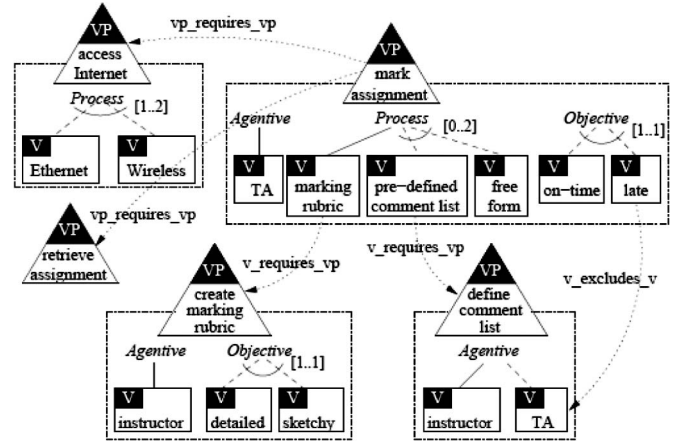 VP
vp_requires_vp
access
Internet
VP
mark
assignment
Process
[1..2]
V
Ethernet
V
Wireless
Agentive
Process
[0..2]
Objective
[1..1]
V
TA
V
marking
rubric
V
pre-defined
comment list
V
free
form
V
on-time
V
late
vp_requires_vp
VP
retrieve
assignment
v_requires_vp
v_requires_vp
v_excludes_v
VP
create
marking
rubric
VP
define
comment
list
Agentive
Objective
[1..1]
V
instructor
V
detailed
V
sketchy
Agentive
V
instructor
V
TA